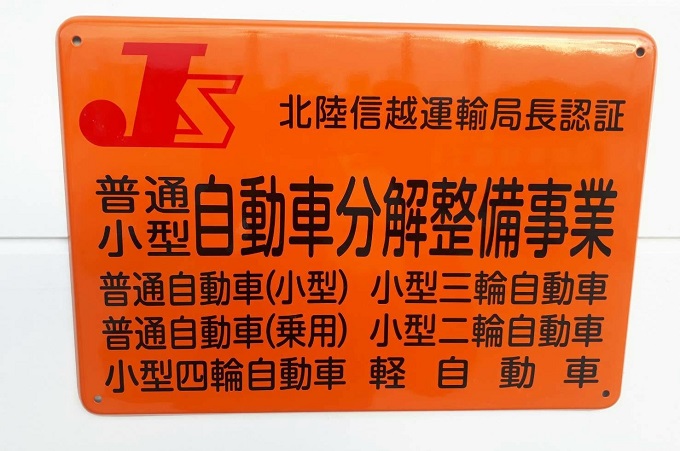 JS
北陸信越運輸局長認証
普通
小型
自動車分解整備事業
普通自動車(小型) 小型三輪自動車
普通自動車(乗用) 小型二輪自動車
小型四輪自動車 軽自動車